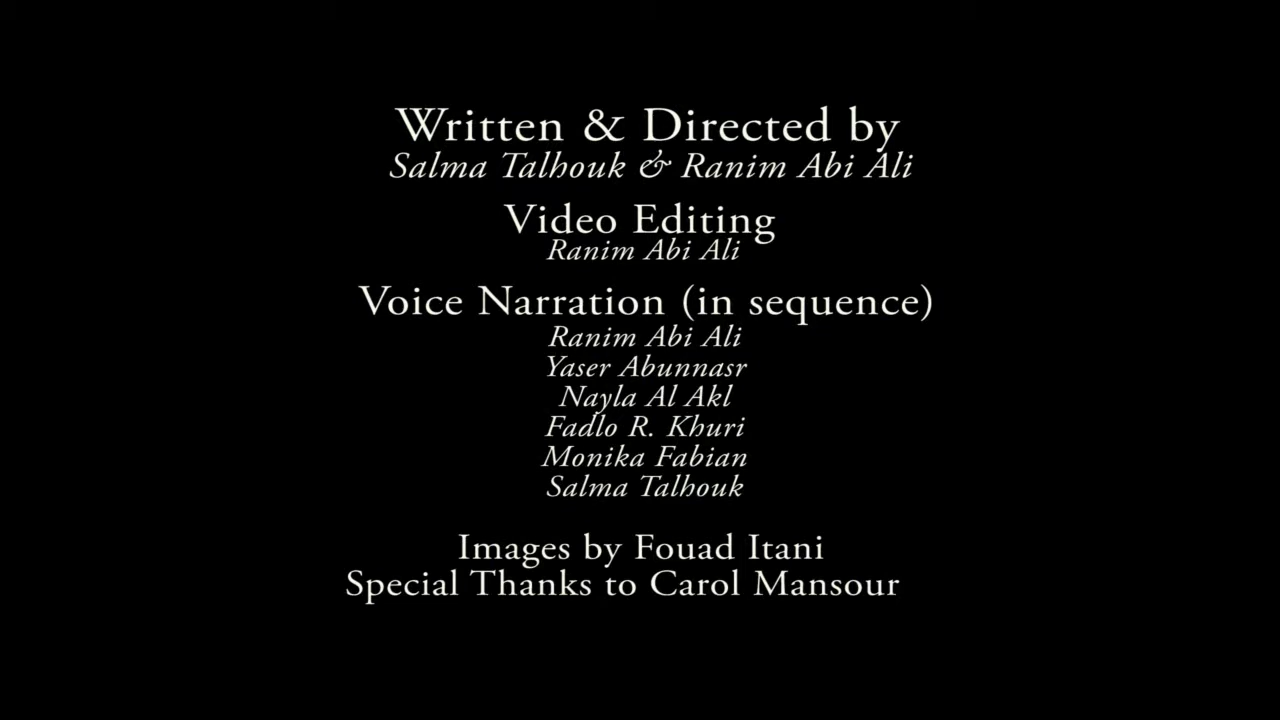 Written & Directed by
Salma Talhouk & Ranim Abi Ali
Video Editing
Ranim Abi Ali
Voice Narration (in sequence)
Ranim Abi Ali
Yaser Abunnasr
Nayla Al Akl
Fadlo R. Khuri
Monika Fabian
Salma Talhouk
Images by Fouad Itani
Special Thanks to Carol Mansour